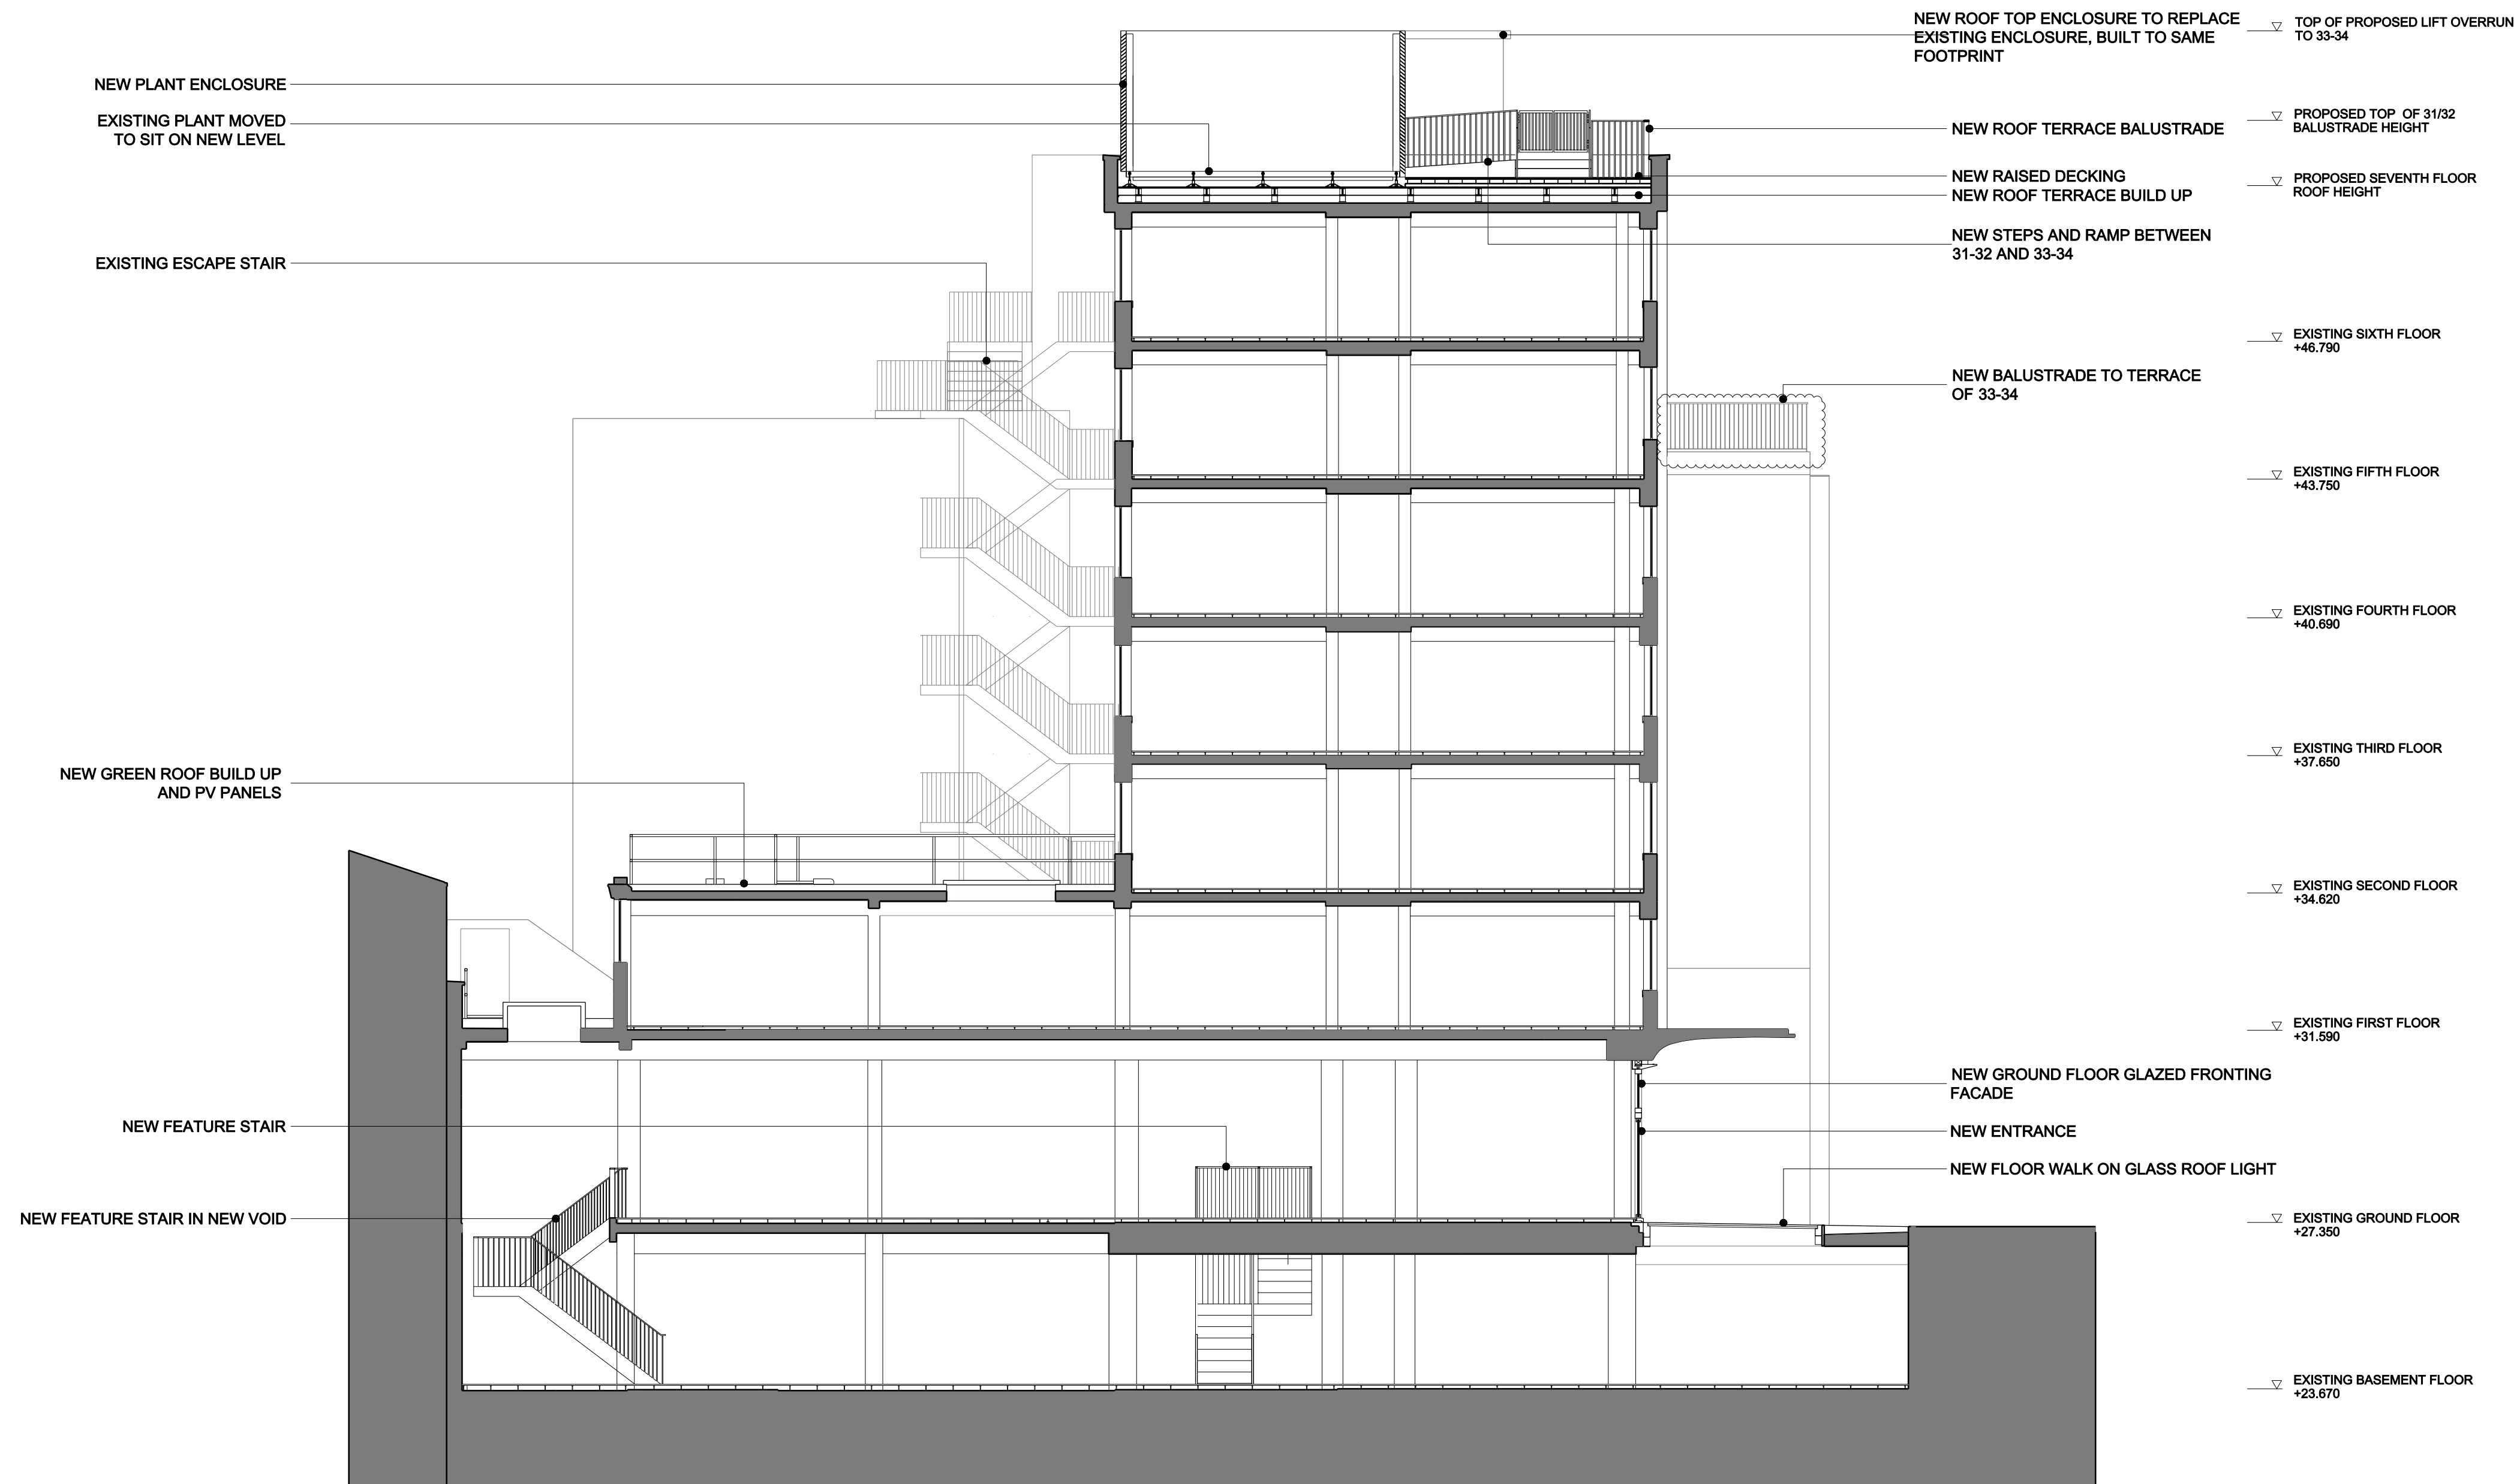 NEW PLANT ENCLOSURE
EXISTING PLANT MOVED
TO SIT ON NEW LEVEL
EXISTING ESCAPE STAIR
NEW GREEN ROOF BUILD UP
AND PV PANELS
NEW FEATURE STAIR
NEW FEATURE STAIR IN NEW VOID
NEW ROOF TOP ENCLOSURE TO REPLACE
EXISTING ENCLOSURE, BUILT TO SAME
FOOTPRINT
NEW ROOF TERRACE BALUSTRADE
NEW RAISED DECKING
NEW ROOF TERRACE BUILD UP
NEW STEPS AND RAMP BETWEEN
31-32 AND 33-34
NEW BALUSTRADE TO TERRACE
OF 33-34
NEW GROUND FLOOR GLAZED FRONTING
FACADE
NEW ENTRANCE
NEW FLOOR WALK ON GLASS ROOF LIGHT
TOP OF PROPOSED LIFT OVERRUN
TO 33-34
PROPOSED TOP OF 31/32
BALUSTRADE HEIGHT
PROPOSED SEVENTH FLOOR
ROOF HEIGHT
EXISTING SIXTH FLOOR
+46.790
EXISTING FIFTH FLOOR
+43.750
EXISTING FOURTH FLOOR
+40.690
EXISTING THIRD FLOOR
+37.650
EXISTING SECOND FLOOR
+34.620
EXISTING FIRST FLOOR
+31.590
EXISTING GROUND FLOOR
+27.350
EXISTING BASEMENT FLOOR
+23.670